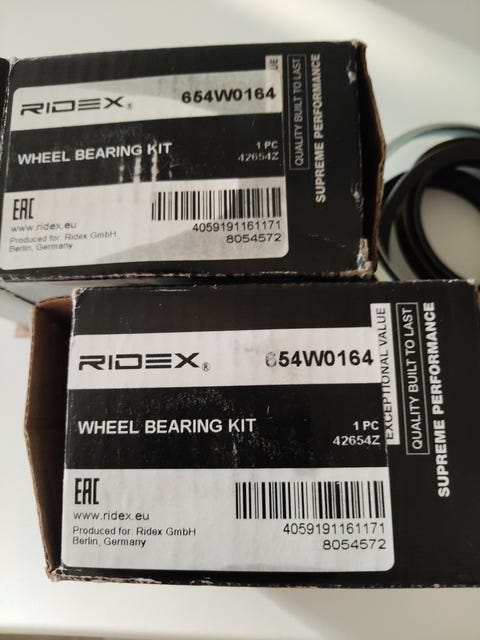 RIDEX® 654W0164
WHEEL BEARING KIT
1 PC
42654Z
EAC
www.ridex.eu
Produced for: Ridex GmbH
Berlin, Germany
4059191161171
8054572
UE
QUALITY BUILT TO LAST
SUPREME PERFORMANCE
RIDEX® 654W0164
WHEEL BEARING KIT
1 PC
42654Z
EAC
www.ridex.eu
Produced for: Ridex GmbH
Berlin, Germany
4059191161171
8054572
EXCEPTIONAL VALUE
QUALITY BUILT TO LAST
SUPREME PERFORMANCE